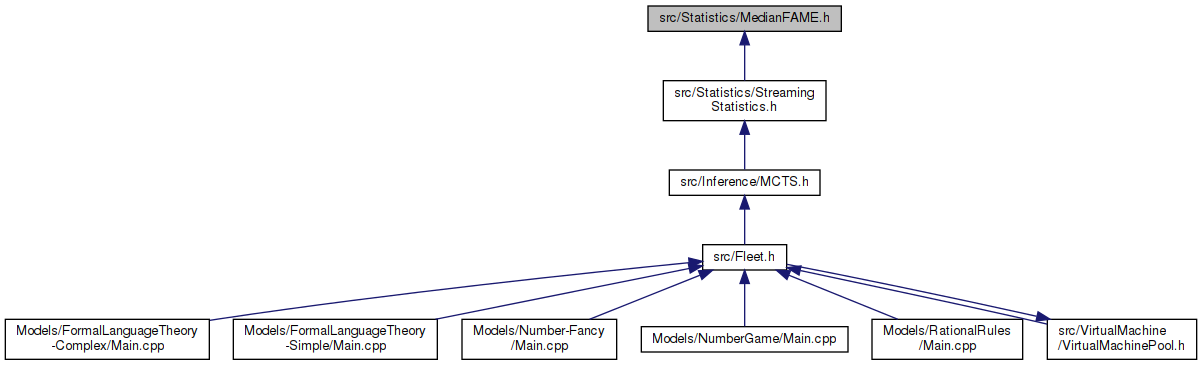 src/Statistics/MedianFAME.h
src/Statistics/Streaming
Statistics.h
src/Inference/MCTS.h
src/Fleet.h
Models/FormalLanguageTheory
-Complex/Main.cpp
Models/FormalLanguageTheory
-Simple/Main.cpp
Models/Number-Fancy
/Main.cpp
Models/NumberGame/Main.cpp
Models/RationalRules
/Main.cpp
src/VirtualMachine
/VirtualMachinePool.h